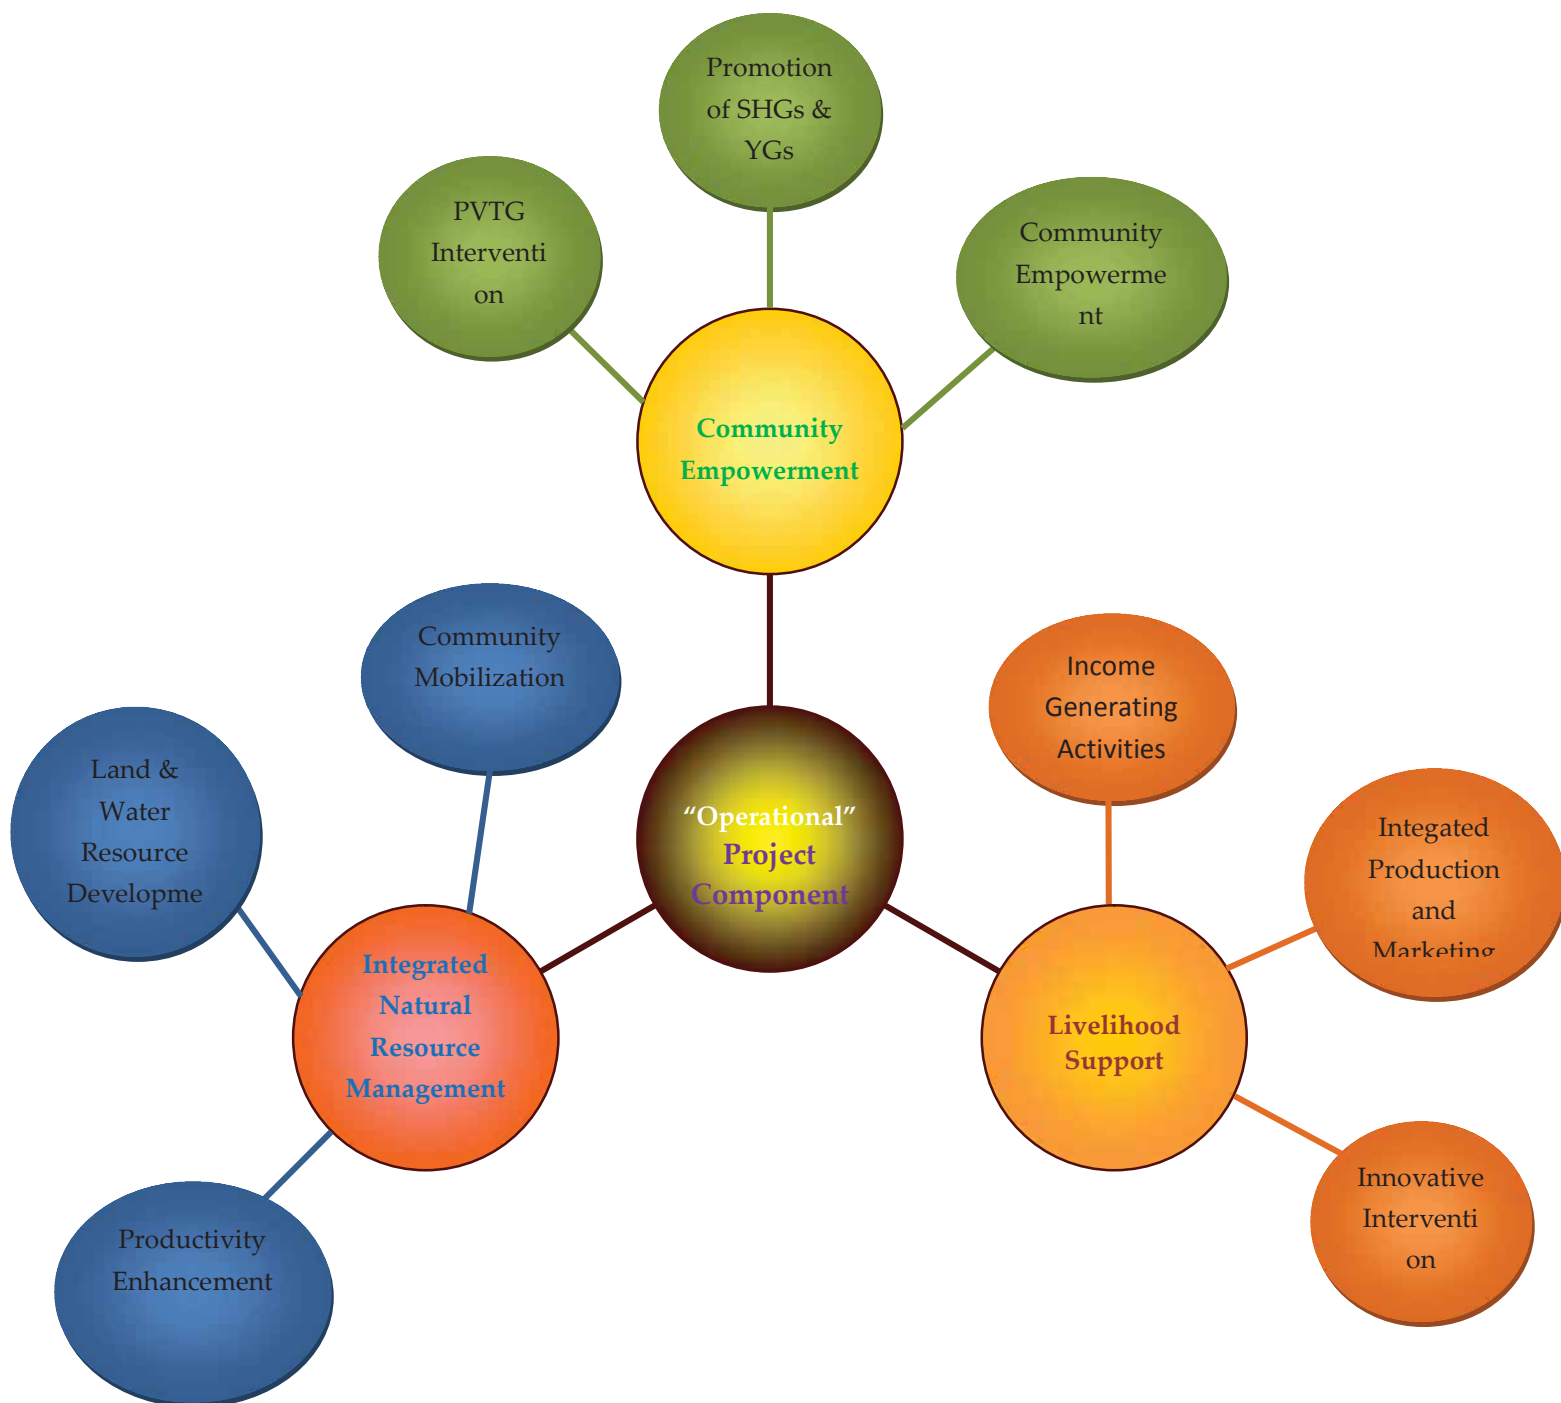 Promotion
of SHGs &
YGs
PVTG
Interventi
on
Community
Empowerme
nt
Community
Empowerment
Community
Mobilization
Income
Generating
Activities
Land &
Water
Resource
Developme
“Operational”
Project
Component
Integated
Production
and
Marketing
Integrated
Natural
Resource
Management
Livelihood
Support
Innovative
Interventi
on
Productivity
Enhancement